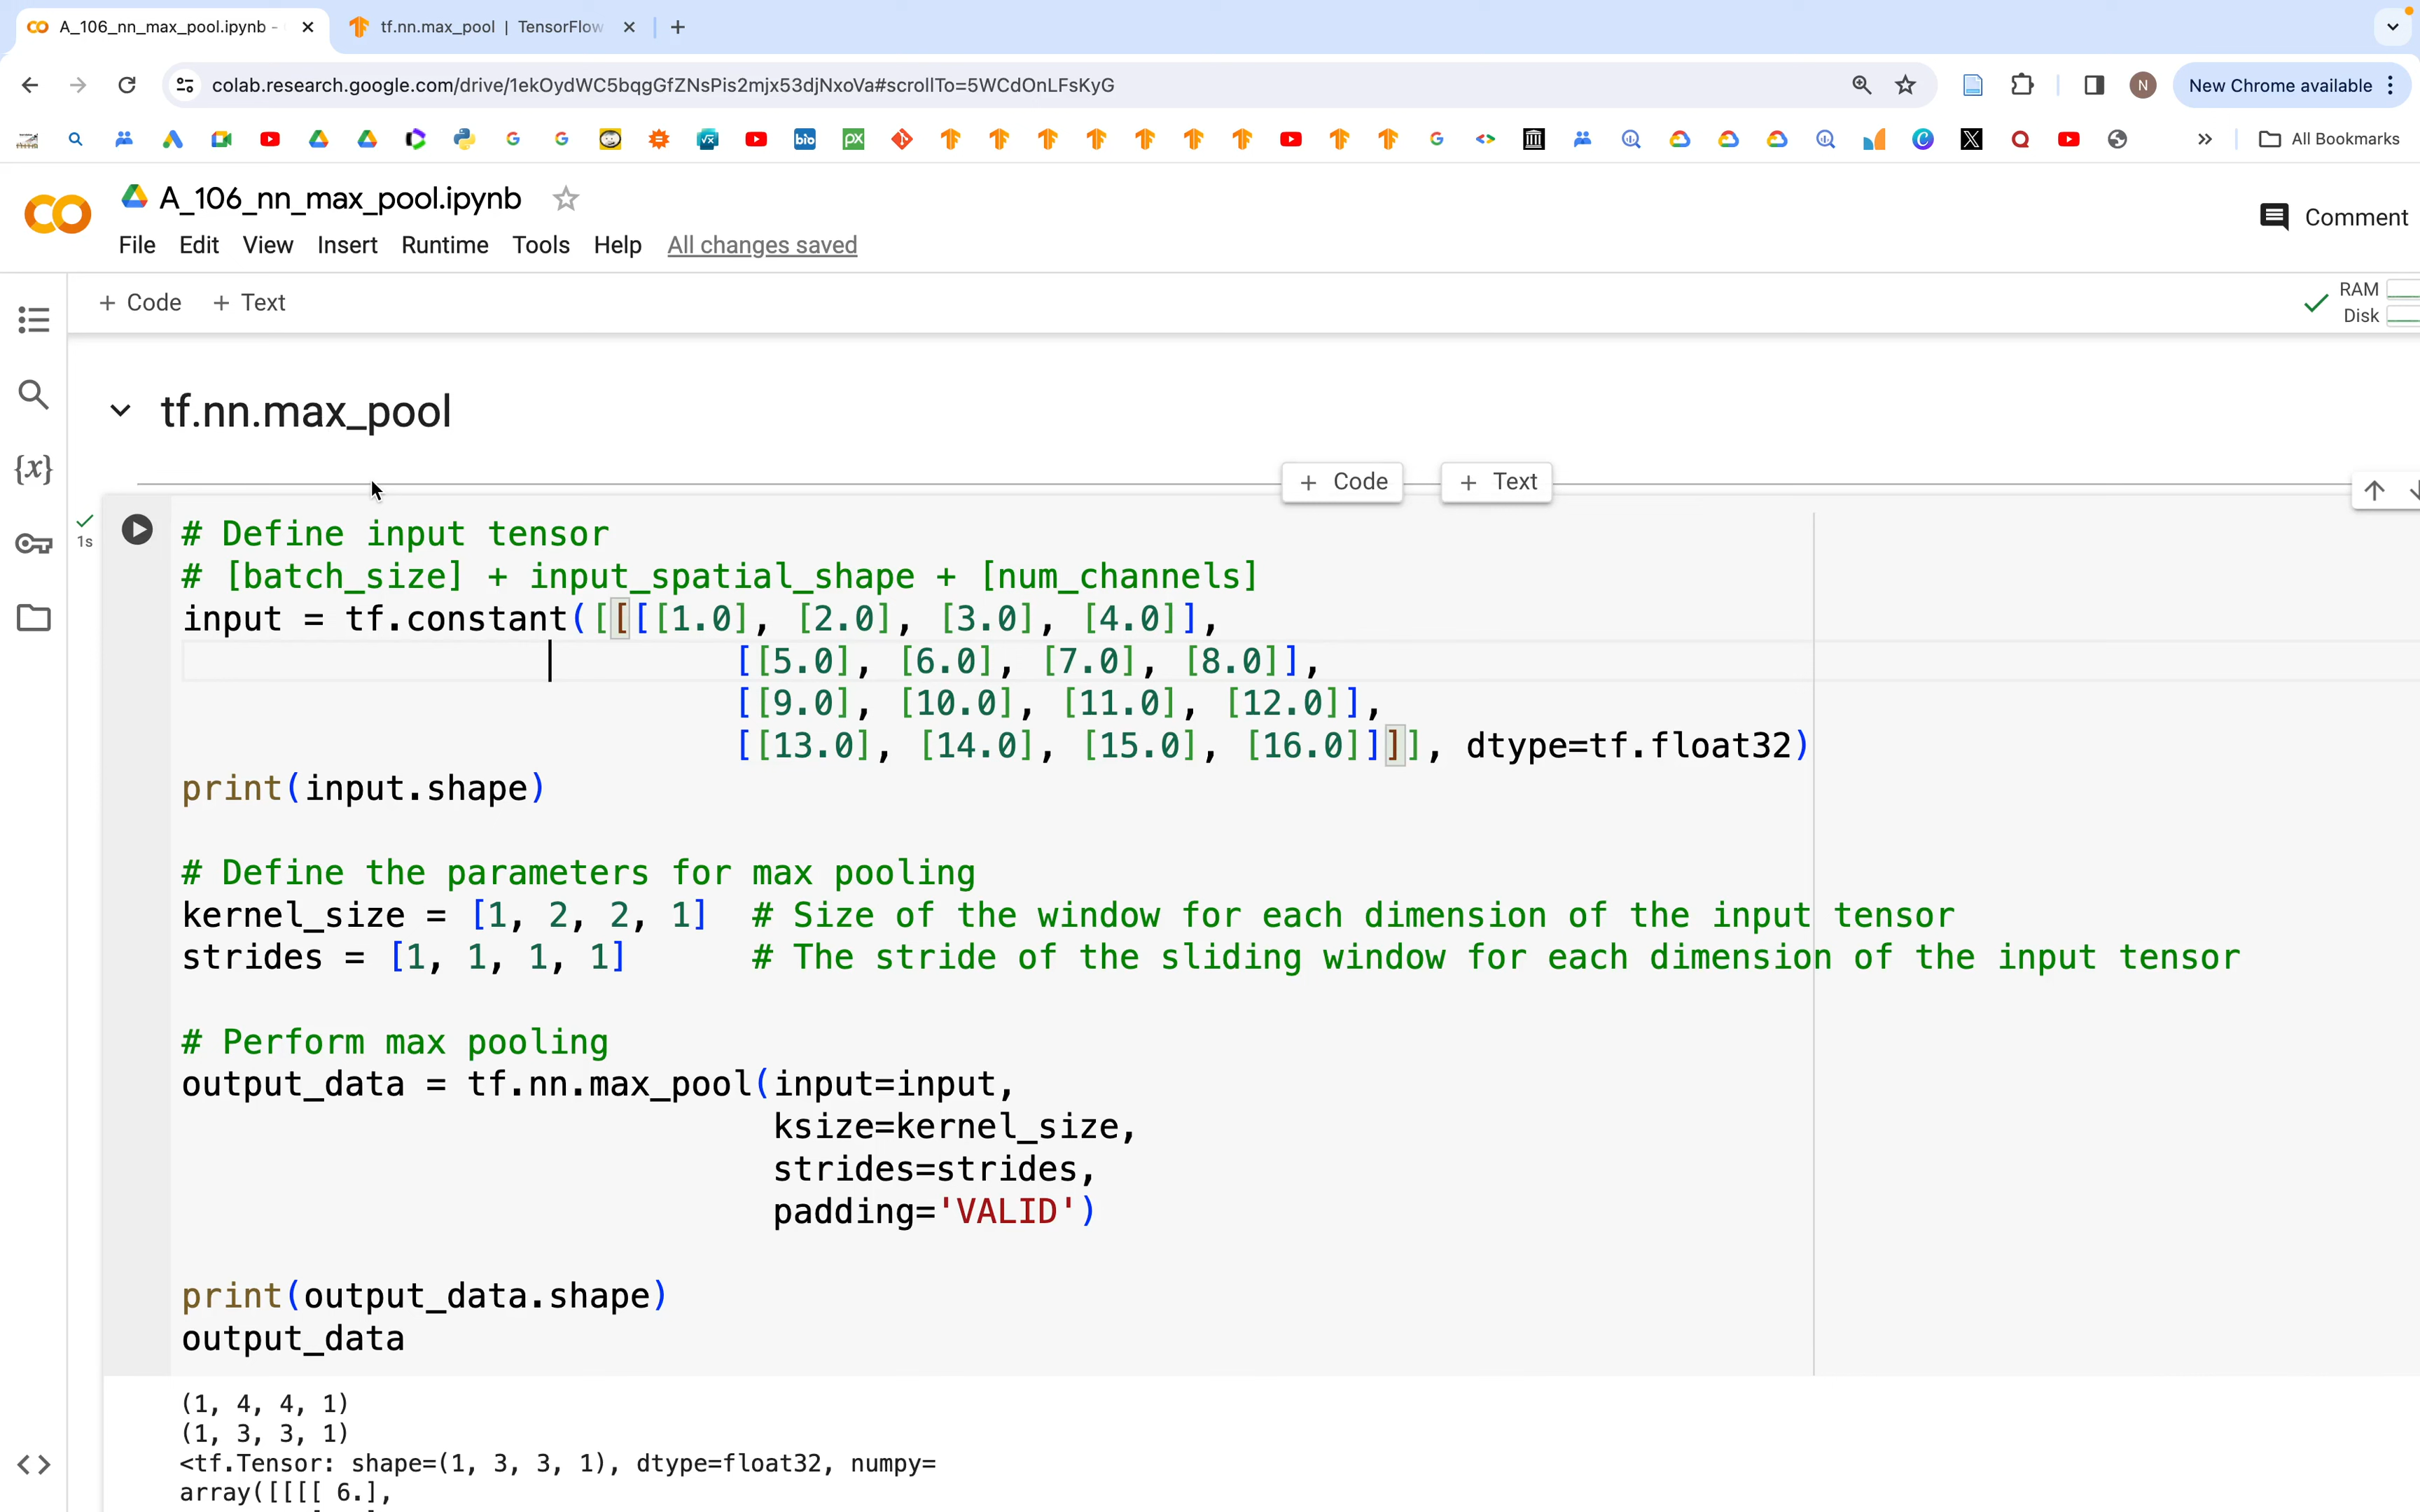 A_106_nn_max_pool.ipynb -
tf.nn.max_pool | TensorFlow
colab.research.google.com/drive/1ekOydWC5bqgGfZNsPis2mjx53djNxoVa#scrollTo=5WCdOnLFsKyG
N
New Chrome available
bio
px
All Bookmarks
A_106_nn_max_pool.ipynb
Comment
File Edit View Insert Runtime Tools Help All changes saved
+ Code + Text
RAM
Disk
tf.nn.max_pool
+ Code + Text
{x}
1s
# Define input tensor
# [batch_size] + input_spatial_shape + [num_channels]
input = tf.constant([[[[1.0], [2.0], [3.0], [4.0]],
[[5.0], [6.0], [7.0], [8.0]],
[[9.0], [10.0], [11.0], [12.0]],
[[13.0], [14.0], [15.0], [16.0]]]], dtype=tf.float32)
print(input.shape)
# Define the parameters for max pooling
kernel_size = [1, 2, 2, 1] # Size of the window for each dimension of the input tensor
strides = [1, 1, 1, 1] # The stride of the sliding window for each dimension of the input tensor
# Perform max pooling
output_data = tf.nn.max_pool(input=input,
ksize=kernel_size,
strides=strides,
padding='VALID')
print(output_data.shape)
output_data
(1, 4, 4, 1)
(1, 3, 3, 1)
<tf.Tensor: shape=(1, 3, 3, 1), dtype=float32, numpy=
array([[[[ 6.],